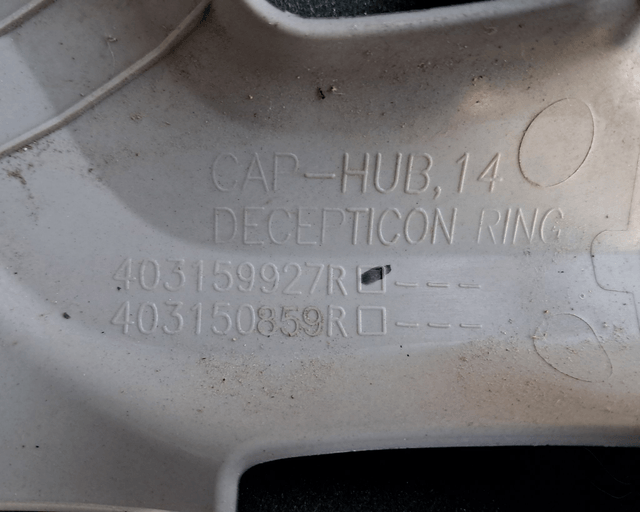 CAP-HUB,14
DECEPTICON RING
403159927R□---
403150859R□---